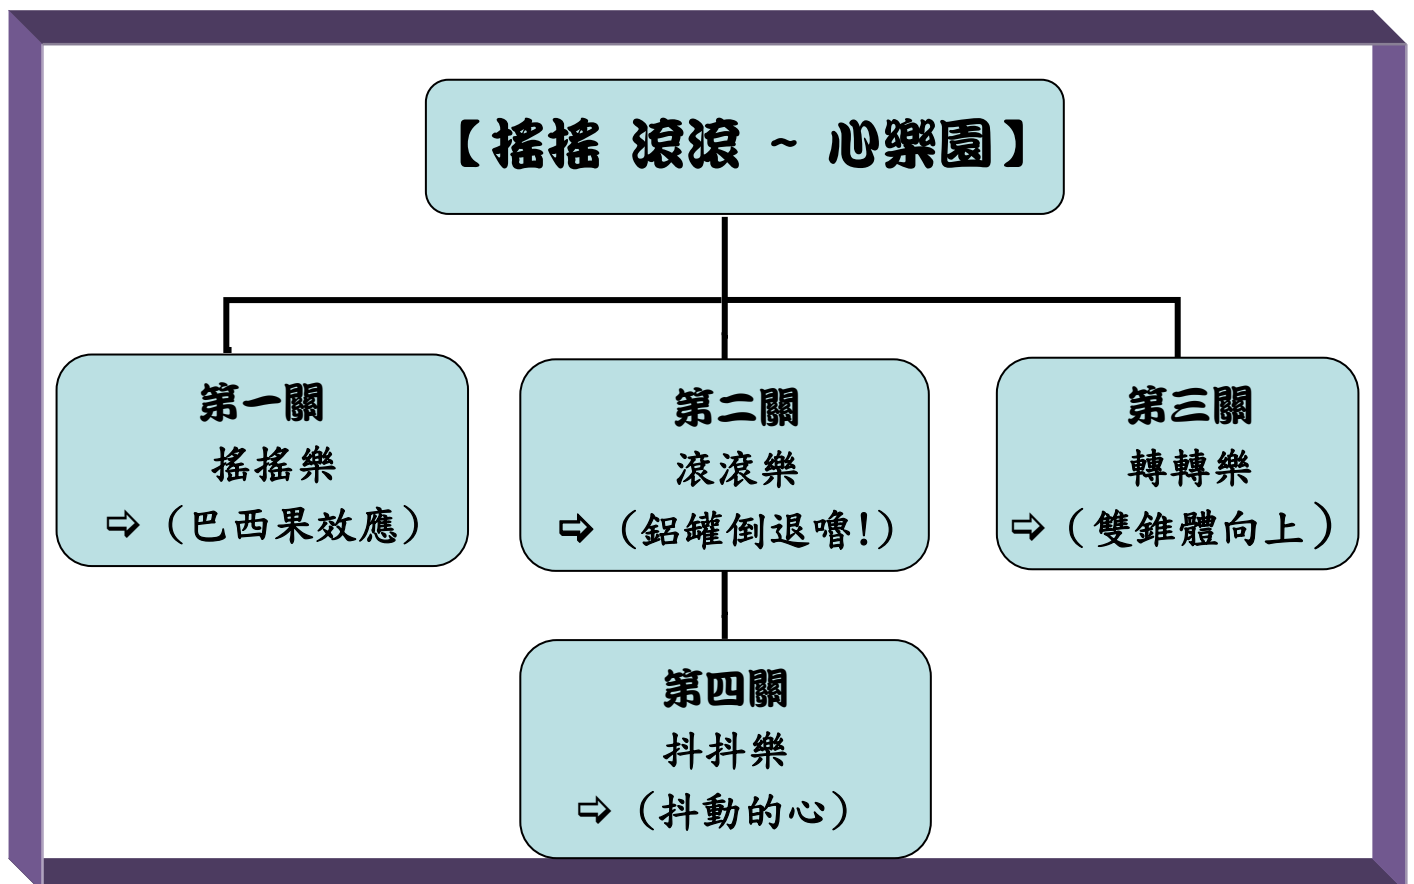 【搖搖 滾滾 ~ 心樂園】
第一關
搖搖樂
⇨（巴西果效應）
第二關
滾滾樂
⇨（鋁罐倒退嚕!）
第三關
轉轉樂
⇨（雙錐體向上）
第四關
抖抖樂
⇨（抖動的心）